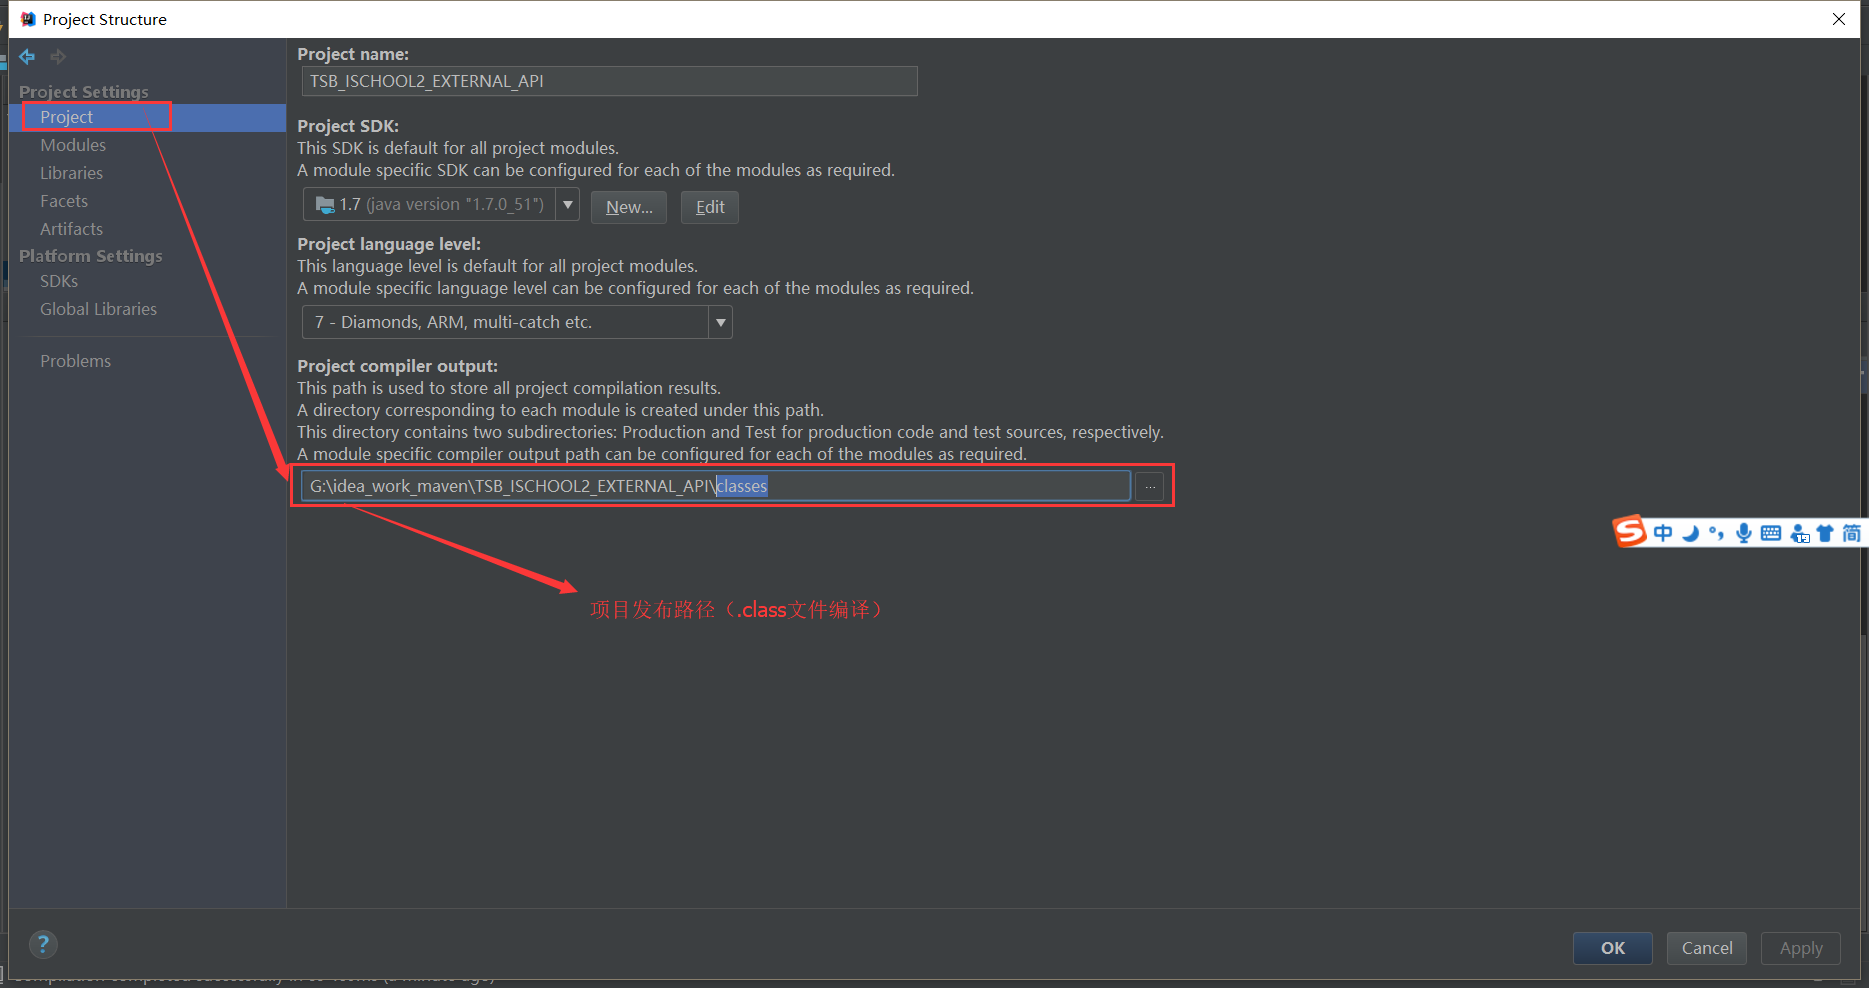 Project Structure
Project Settings
Project
Modules
Libraries
Facets
Artifacts
Platform Settings
SDKs
Global Libraries
Problems
Project name:
TSB_ISCHOOL2_EXTERNAL_API
Project SDK:
This SDK is default for all project modules.
A module specific SDK can be configured for each of the modules as required.
1.7 (java version "1.7.0_51")
New...
Edit
Project language level:
This language level is default for all project modules.
A module specific language level can be configured for each of the modules as required.
7 - Diamonds, ARM, multi-catch etc.
Project compiler output:
This path is used to store all project compilation results.
A directory corresponding to each module is created under this path.
This directory contains two subdirectories: Production and Test for production code and test sources, respectively.
A module specific compiler output path can be configured for each of the modules as required.
G:\idea_work_maven\TSB_ISCHOOL2_EXTERNAL_API\classes
...
项目发布路径（.class文件编译）
S 中 简
?
OK
Cancel
Apply